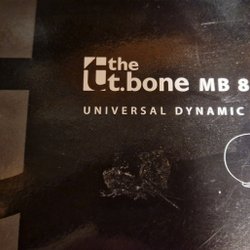 the
t.bone MB 8
UNIVERSAL DYNAMIC